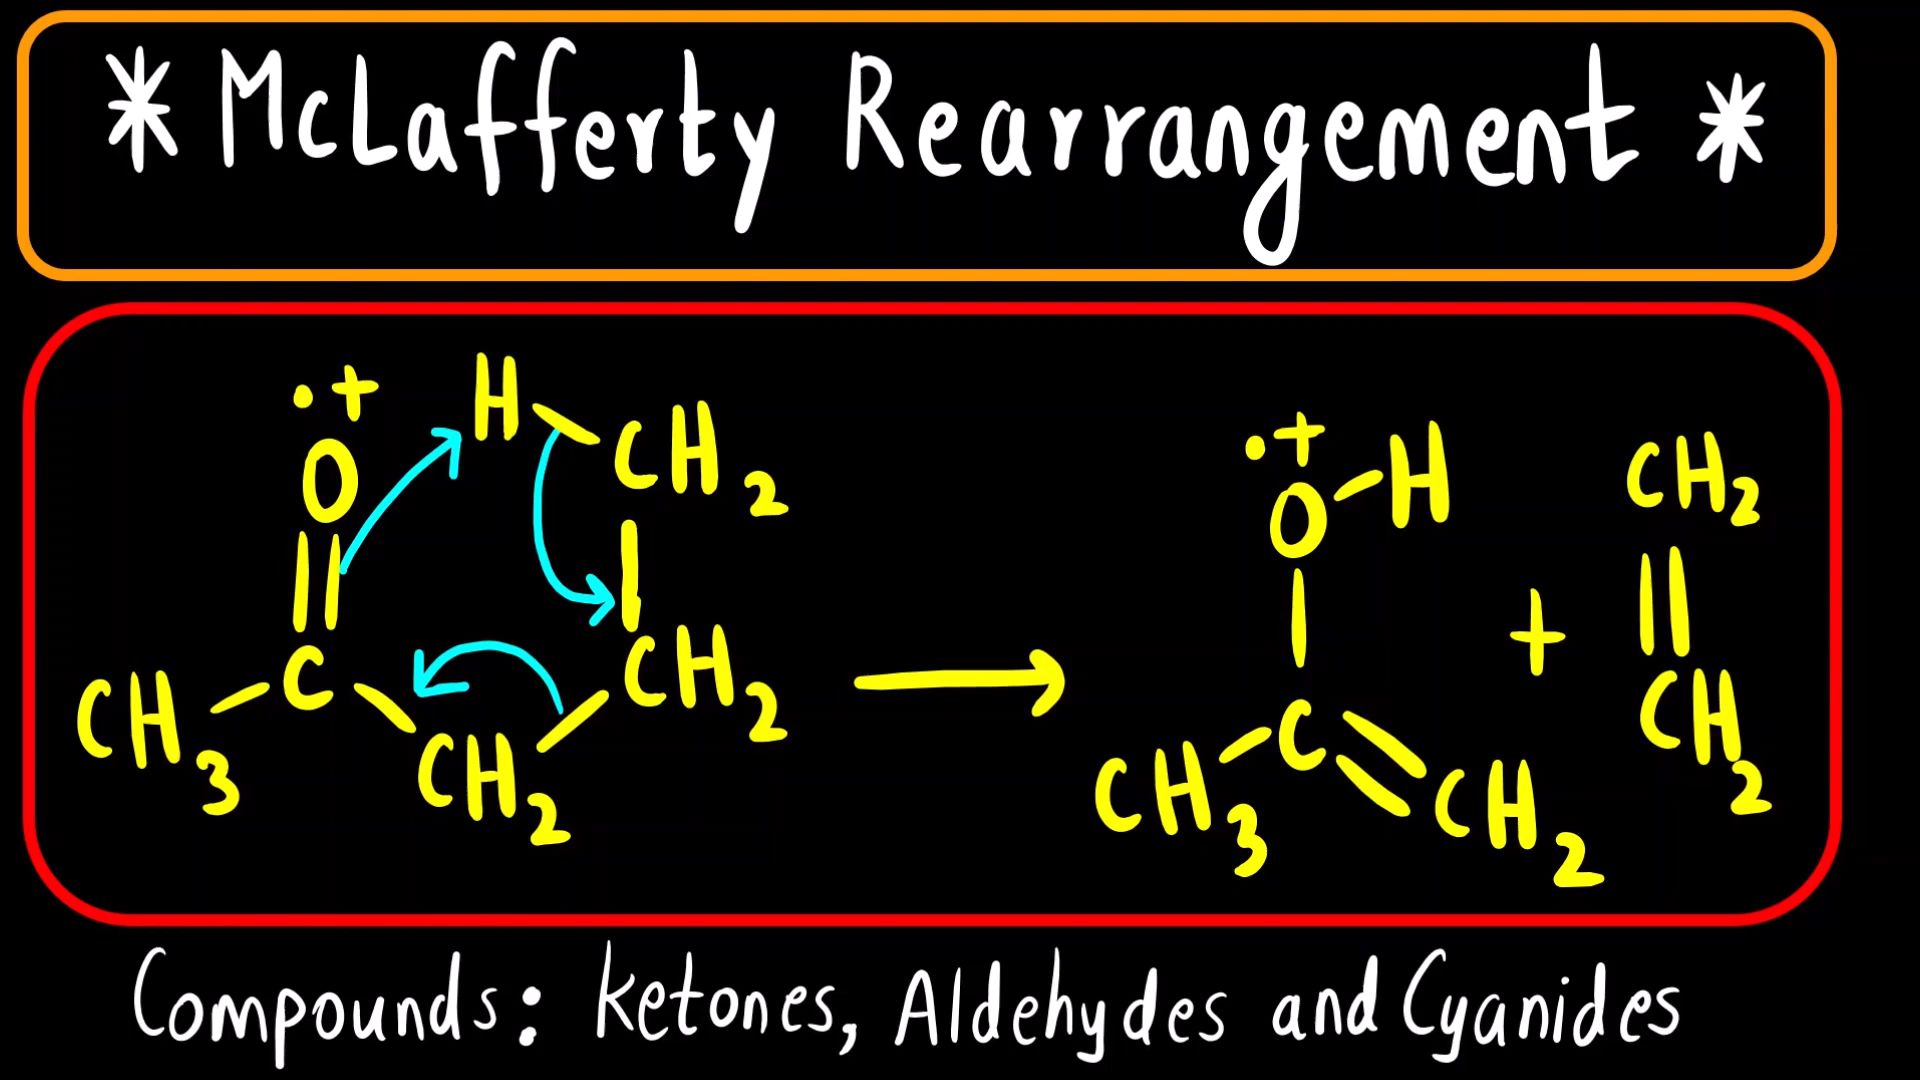 * McLafferty Rearrangement *
•+ H CH2 •+ O H CH2
O
CH3 C CH2 CH2 + CH3 C CH2 CH2
Compounds: Ketones, Aldehydes and Cyanides